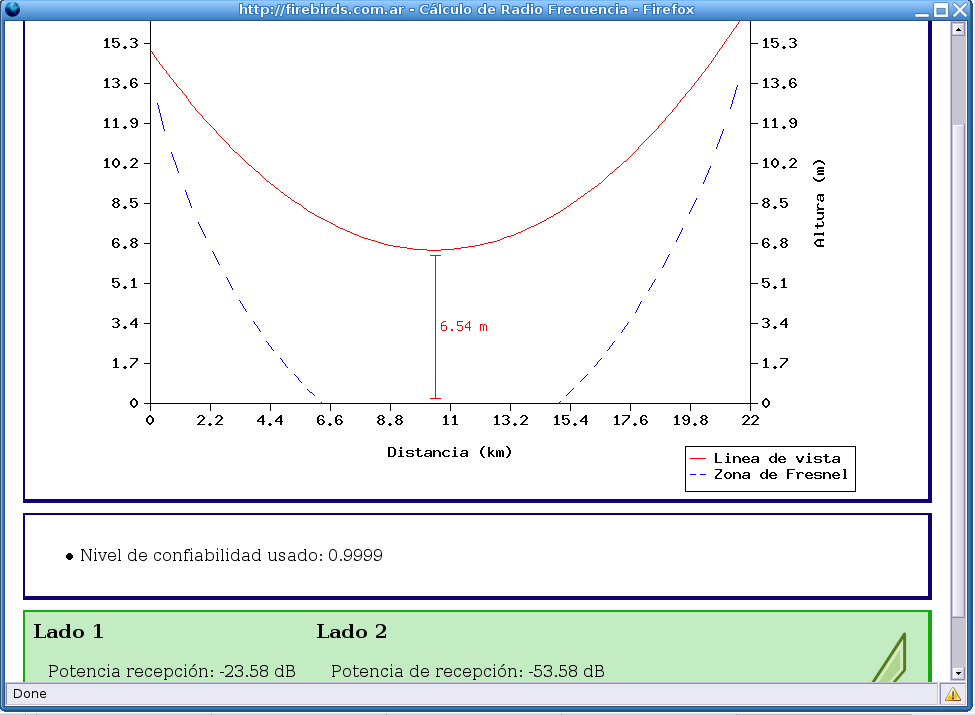 http://firebirds.com.ar - Cálculo de Radio Frecuencia - Firefox
15.3 15.3
13.6 13.6
11.9 11.9
10.2 10.2
8.5 8.5
6.8 6.8
5.1 5.1
3.4 3.4
1.7 1.7
0 0
Altura (m)
6.54 m
0 2.2 4.4 6.6 8.8 11 13.2 15.4 17.6 19.8 22
Distancia (km)
Linea de vista
Zona de Fresnel
Nivel de confiabilidad usado: 0.9999
Lado 1 Lado 2
Potencia recepción: -23.58 dB Potencia de recepción: -53.58 dB
Done